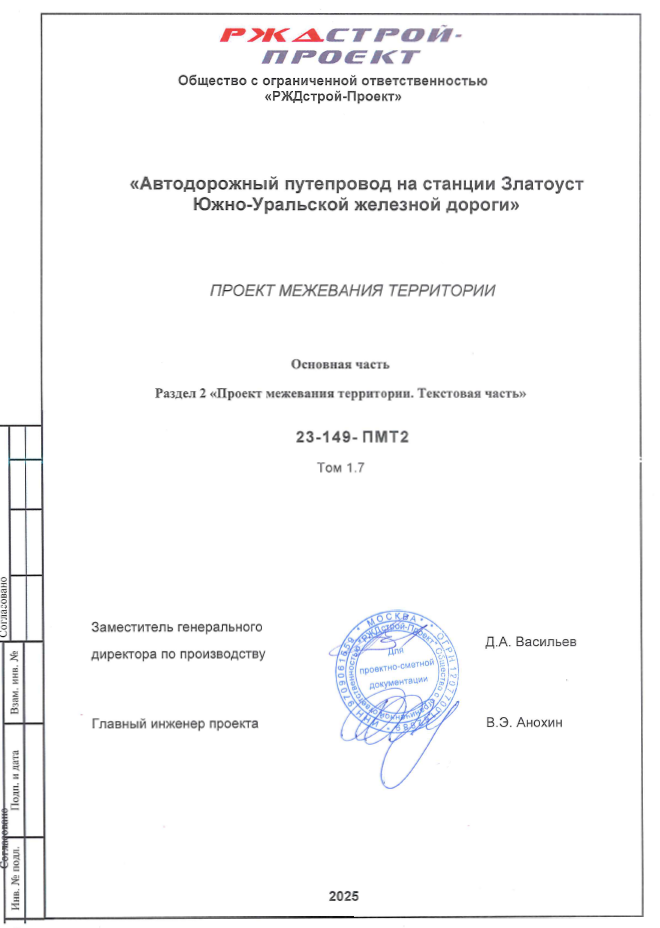 РЖДСТРОЙ-
ПРОЕКТ
Общество с ограниченной ответственностью
«РЖДстрой-Проект»
«Автодорожный путепровод на станции Златоуст
Южно-Уральской железной дороги»
ПРОЕКТ МЕЖЕВАНИЯ ТЕРРИТОРИИ
Основная часть
Раздел 2 «Проект межевания территории. Текстовая часть»
23-149- ПМТ2
Том 1.7
Заместитель генерального
директора по производству
Д.А. Васильев
Главный инженер проекта
В.Э. Анохин
* МОСКВА *
«РЖДстрой-Проект»
Для
проектно-сметной
документации
Согласовано
Взам. инв. №
Подп. и дата
Согласовано
Инв. № подл.
2025